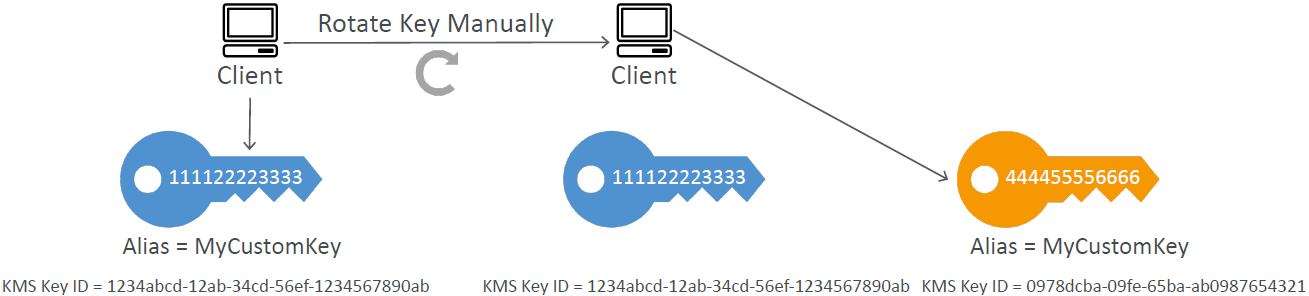 Rotate Key Manually
Client
Client
111122223333
111122223333
444455556666
Alias = MyCustomKey
Alias = MyCustomKey
KMS Key ID = 1234abcd-12ab-34cd-56ef-1234567890ab
KMS Key ID = 1234abcd-12ab-34cd-56ef-1234567890ab
KMS Key ID = 0978dcba-09fe-65ba-ab0987654321